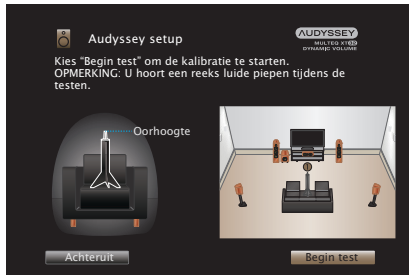 Audyssey setup
AUDYSSEY
MULTEQ XT32
DYNAMIC VOLUME
Kies “Begin test” om de kalibratie te starten.
OPMERKING: U hoort een reeks luide piepen tijdens de
testen.
Oorhoogte
Achteruit
Begin test